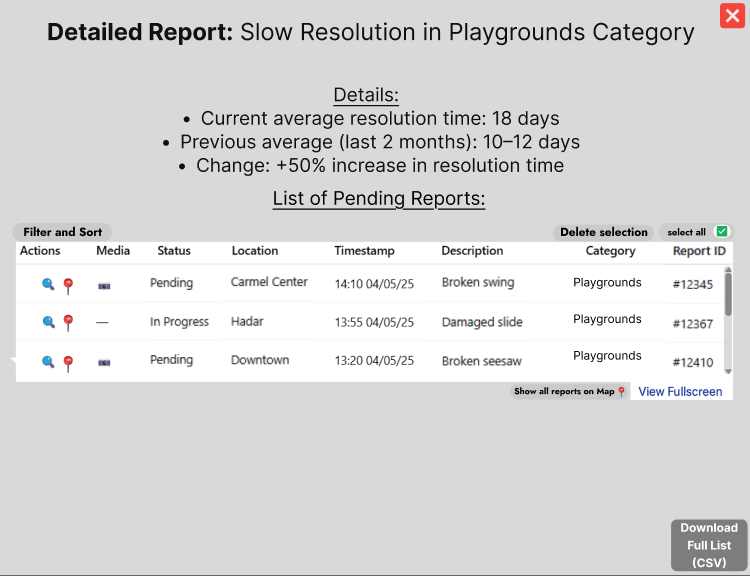 Detailed Report: Slow Resolution in Playgrounds Category
Details:
• Current average resolution time: 18 days
• Previous average (last 2 months): 10–12 days
• Change: +50% increase in resolution time
List of Pending Reports:
Filter and Sort Delete selection select all
Actions Media Status Location Timestamp Description Category Report ID
Pending Carmel Center 14:10 04/05/25 Broken swing Playgrounds #12345
— In Progress Hadar 13:55 04/05/25 Damaged slide Playgrounds #12367
Pending Downtown 13:20 04/05/25 Broken seesaw Playgrounds #12410
Show all reports on Map View Fullscreen
Download
Full List
(CSV)